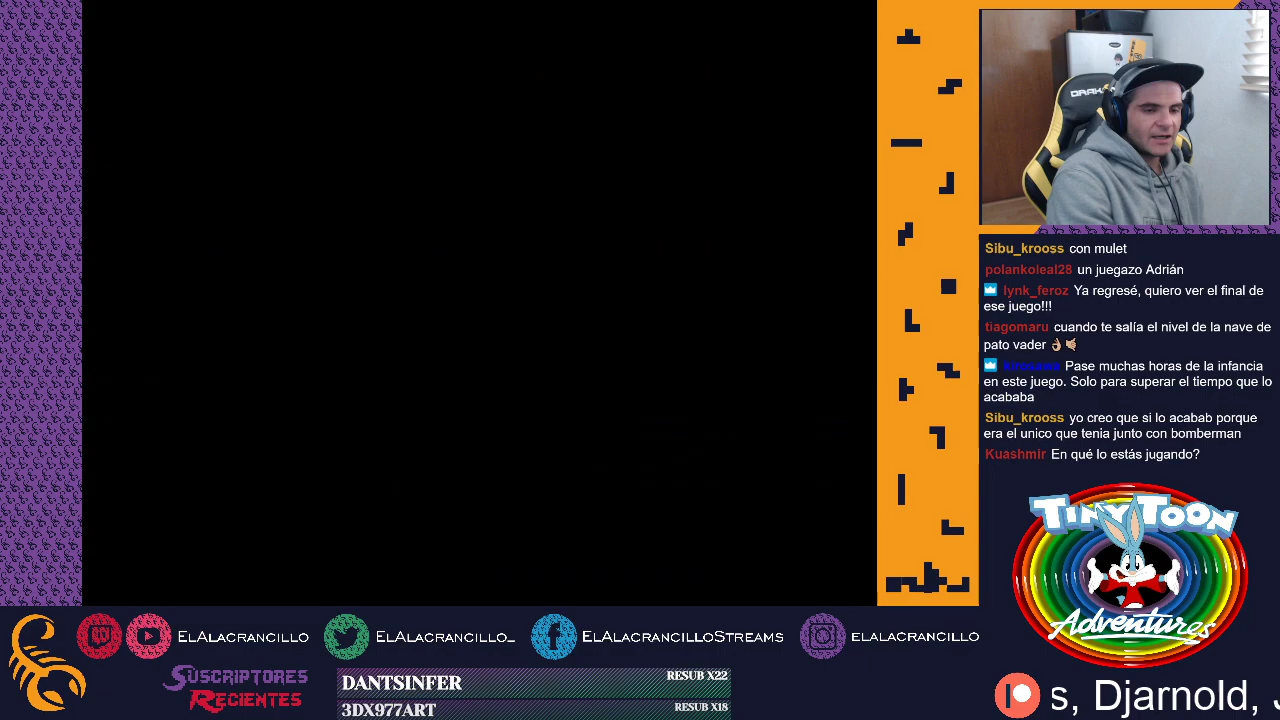 DRAK
Sibu_krooss con mulet
polankoleal28 un juegazo Adrián
lynk_feroz Ya regresé, quiero ver el final de
ese juego!!!
tiagomaru cuando te salía el nivel de la nave de
pato vader 👌🏼🤙🏼
Pase muchas horas de la infancia
en este juego. Solo para superar el tiempo que lo
acababa
Sibu_krooss yo creo que si lo acabab porque
era el unico que tenia junto con bomberman
Kuashmir En qué lo estás jugando?
TINY TOON
Adventures
ElAlacrancillo
ElAlacrancillo_
ElAlacrancilloStreams
elalacrancillo
Suscriptores
Recientes
DANTSINFER RESUB X22
3DX977ART RESUB X18
s, Djarnold,